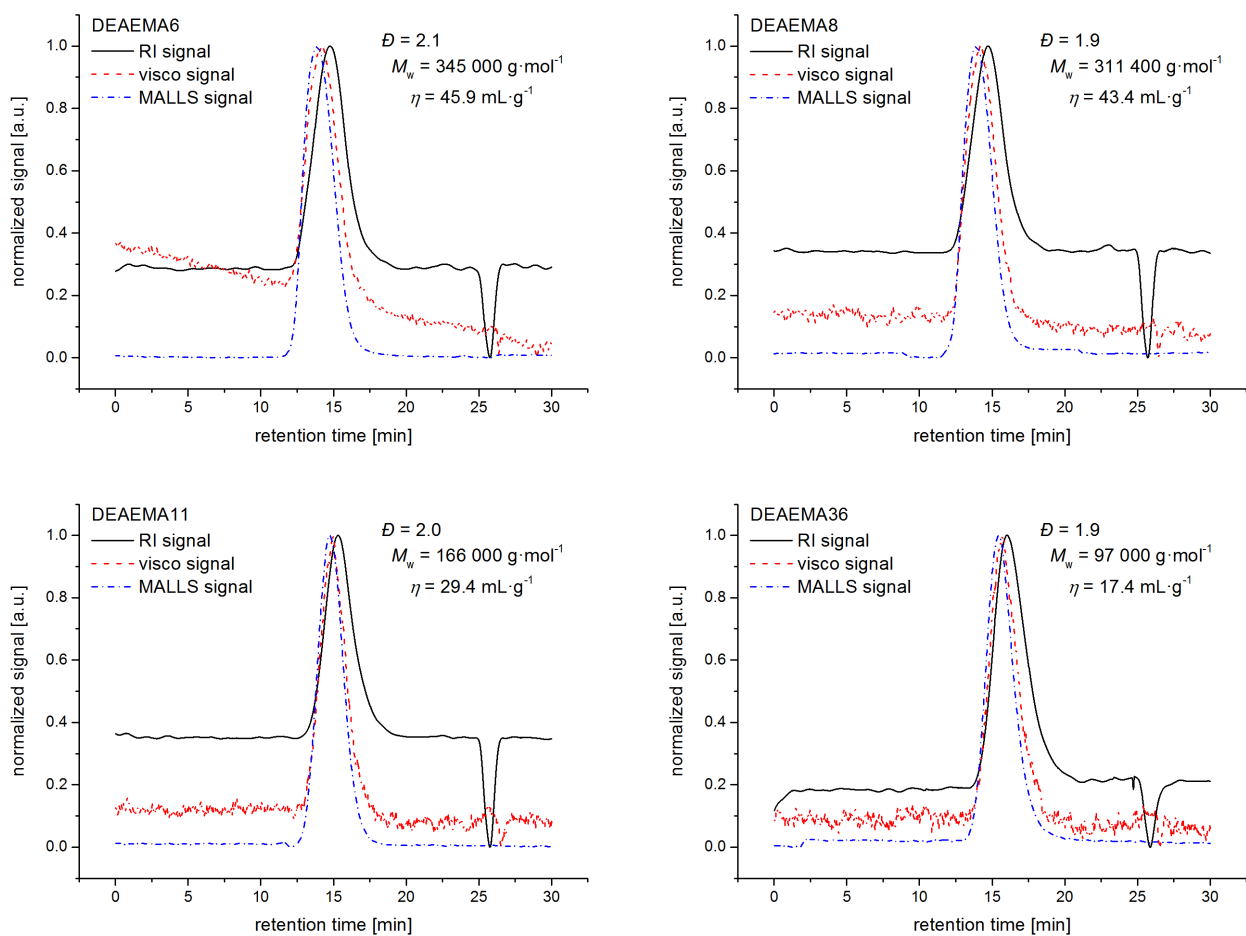 DEAEMA6
RI signal
visco signal
MALLS signal
Đ = 2.1
Mw = 345 000 g·mol-1
η = 45.9 mL·g-1
normalized signal [a.u.]
1.0
0.8
0.6
0.4
0.2
0.0
0 5 10 15 20 25 30
retention time [min]
DEAEMA8
RI signal
visco signal
MALLS signal
Đ = 1.9
Mw = 311 400 g·mol-1
η = 43.4 mL·g-1
normalized signal [a.u.]
1.0
0.8
0.6
0.4
0.2
0.0
0 5 10 15 20 25 30
retention time [min]
DEAEMA11
RI signal
visco signal
MALLS signal
Đ = 2.0
Mw = 166 000 g·mol-1
η = 29.4 mL·g-1
normalized signal [a.u.]
1.0
0.8
0.6
0.4
0.2
0.0
0 5 10 15 20 25 30
retention time [min]
DEAEMA36
RI signal
visco signal
MALLS signal
Đ = 1.9
Mw = 97 000 g·mol-1
η = 17.4 mL·g-1
normalized signal [a.u.]
1.0
0.8
0.6
0.4
0.2
0.0
0 5 10 15 20 25 30
retention time [min]